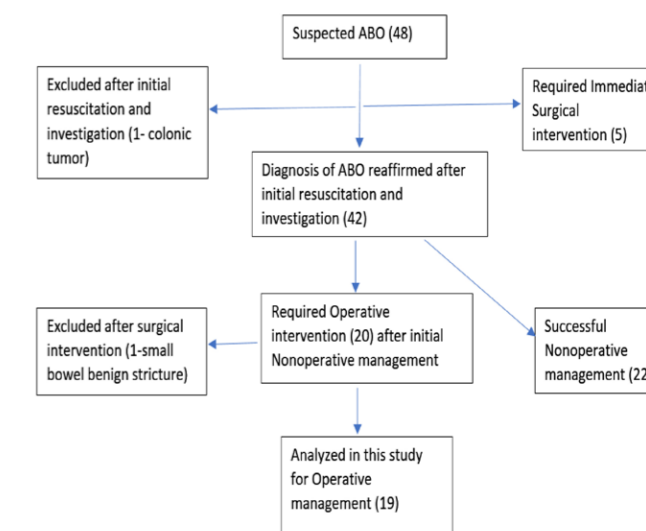 Suspected ABO (48)
Excluded after initial
resuscitation and
investigation (1- colonic
tumor)
Required Immediat
Surgical
intervention (5)
Diagnosis of ABO reaffirmed after
initial resuscitation and
investigation (42)
Excluded after surgical
intervention (1-small
bowel benign stricture)
Required Operative
intervention (20) after initial
Nonoperative management
Successful
Nonoperative
management (22
Analyzed in this study
for Operative
management (19)